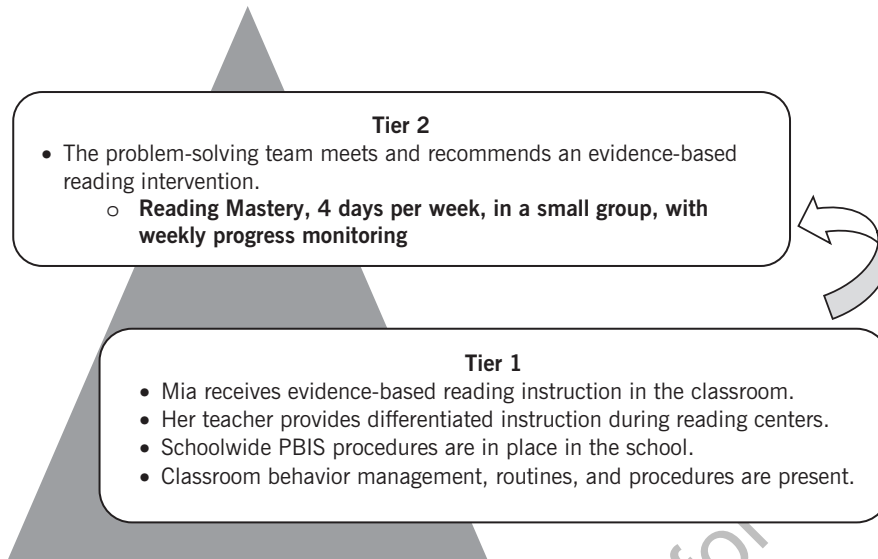 Tier 2
• The problem-solving team meets and recommends an evidence-based
reading intervention.
o Reading Mastery, 4 days per week, in a small group, with
weekly progress monitoring
Tier 1
• Mia receives evidence-based reading instruction in the classroom.
• Her teacher provides differentiated instruction during reading centers.
• Schoolwide PBIS procedures are in place in the school.
• Classroom behavior management, routines, and procedures are present.
for